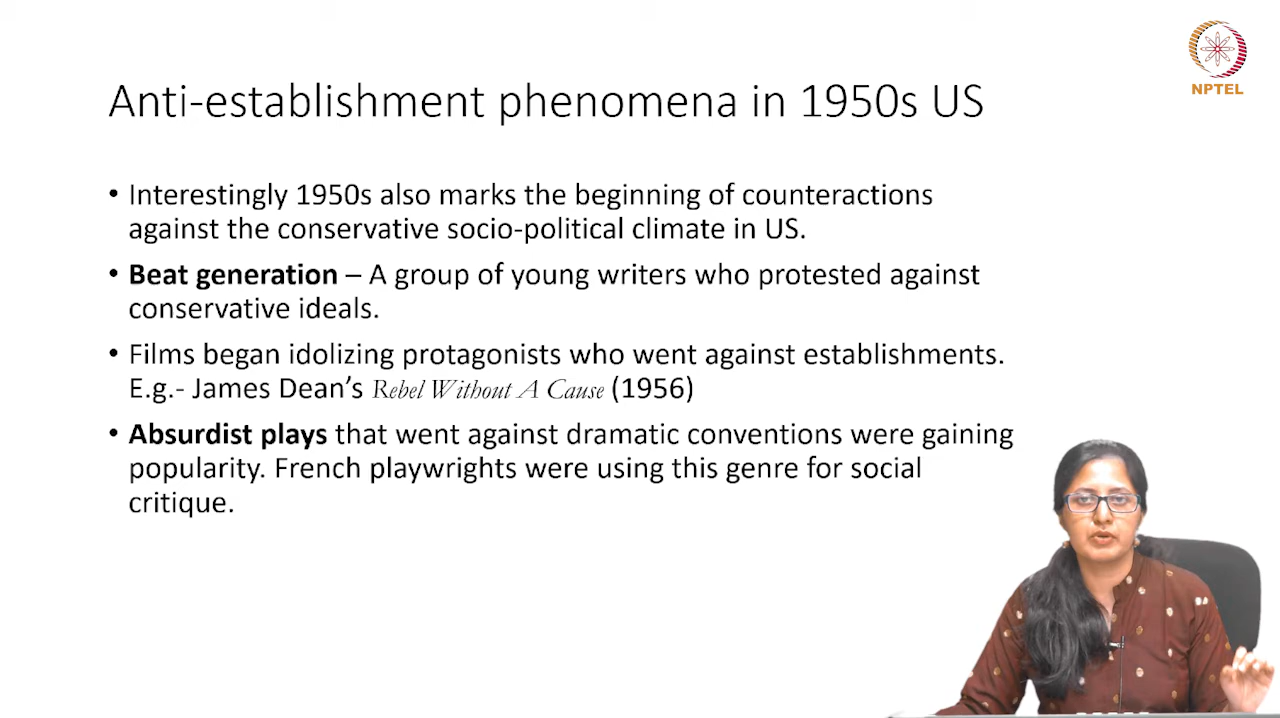 NPTEL
Anti-establishment phenomena in 1950s US
• Interestingly 1950s also marks the beginning of counteractions
against the conservative socio-political climate in US.
• Beat generation – A group of young writers who protested against
conservative ideals.
• Films began idolizing protagonists who went against establishments.
E.g.- James Dean’s Rebel Without A Cause (1956)
• Absurdist plays that went against dramatic conventions were gaining
popularity. French playwrights were using this genre for social
critique.